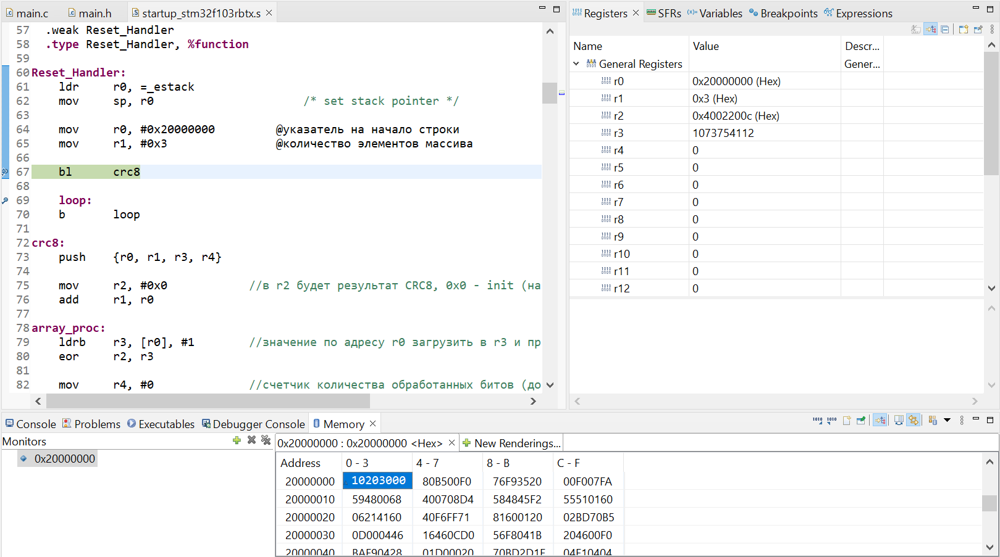 main.c main.h startup_stm32f103rbtx.s
57 .weak Reset_Handler
58 .type Reset_Handler, %function
59
60 Reset_Handler:
61 ldr r0, =_estack
62 mov sp, r0 /* set stack pointer */
63
64 mov r0, #0x20000000 @указатель на начало строки
65 mov r1, #0x3 @количество элементов массива
66
67 bl crc8
68
69 loop:
70 b loop
71
72 crc8:
73 push {r0, r1, r3, r4}
74
75 mov r2, #0x0 //в r2 будет результат CRC8, 0x0 - init (на
76 add r1, r0
77
78 array_proc:
79 ldrb r3, [r0], #1 //значение по адресу r0 загрузить в r3 и пр
80 eor r2, r3
81
82 mov r4, #0 //счетчик количества обработанных битов (до
Registers SFRs Variables Breakpoints Expressions
Name Value Descr...
General Registers Gener...
r0 0x20000000 (Hex)
r1 0x3 (Hex)
r2 0x4002200c (Hex)
r3 1073754112
r4 0
r5 0
r6 0
r7 0
r8 0
r9 0
r10 0
r11 0
r12 0
Console Problems Executables Debugger Console Memory
Monitors
0x20000000
0x20000000 : 0x20000000 <Hex> New Renderings...
Address 0 - 3 4 - 7 8 - B C - F
20000000 10203000 80B500F0 76F93520 00F007FA
20000010 59480068 400708D4 584845F2 55510160
20000020 06214160 40F6FF71 81600120 02BD70B5
20000030 0D000446 16460CD0 56F8041B 204600F0
20000040 BAF90428 01D00020 70BD2D1F 04F10404